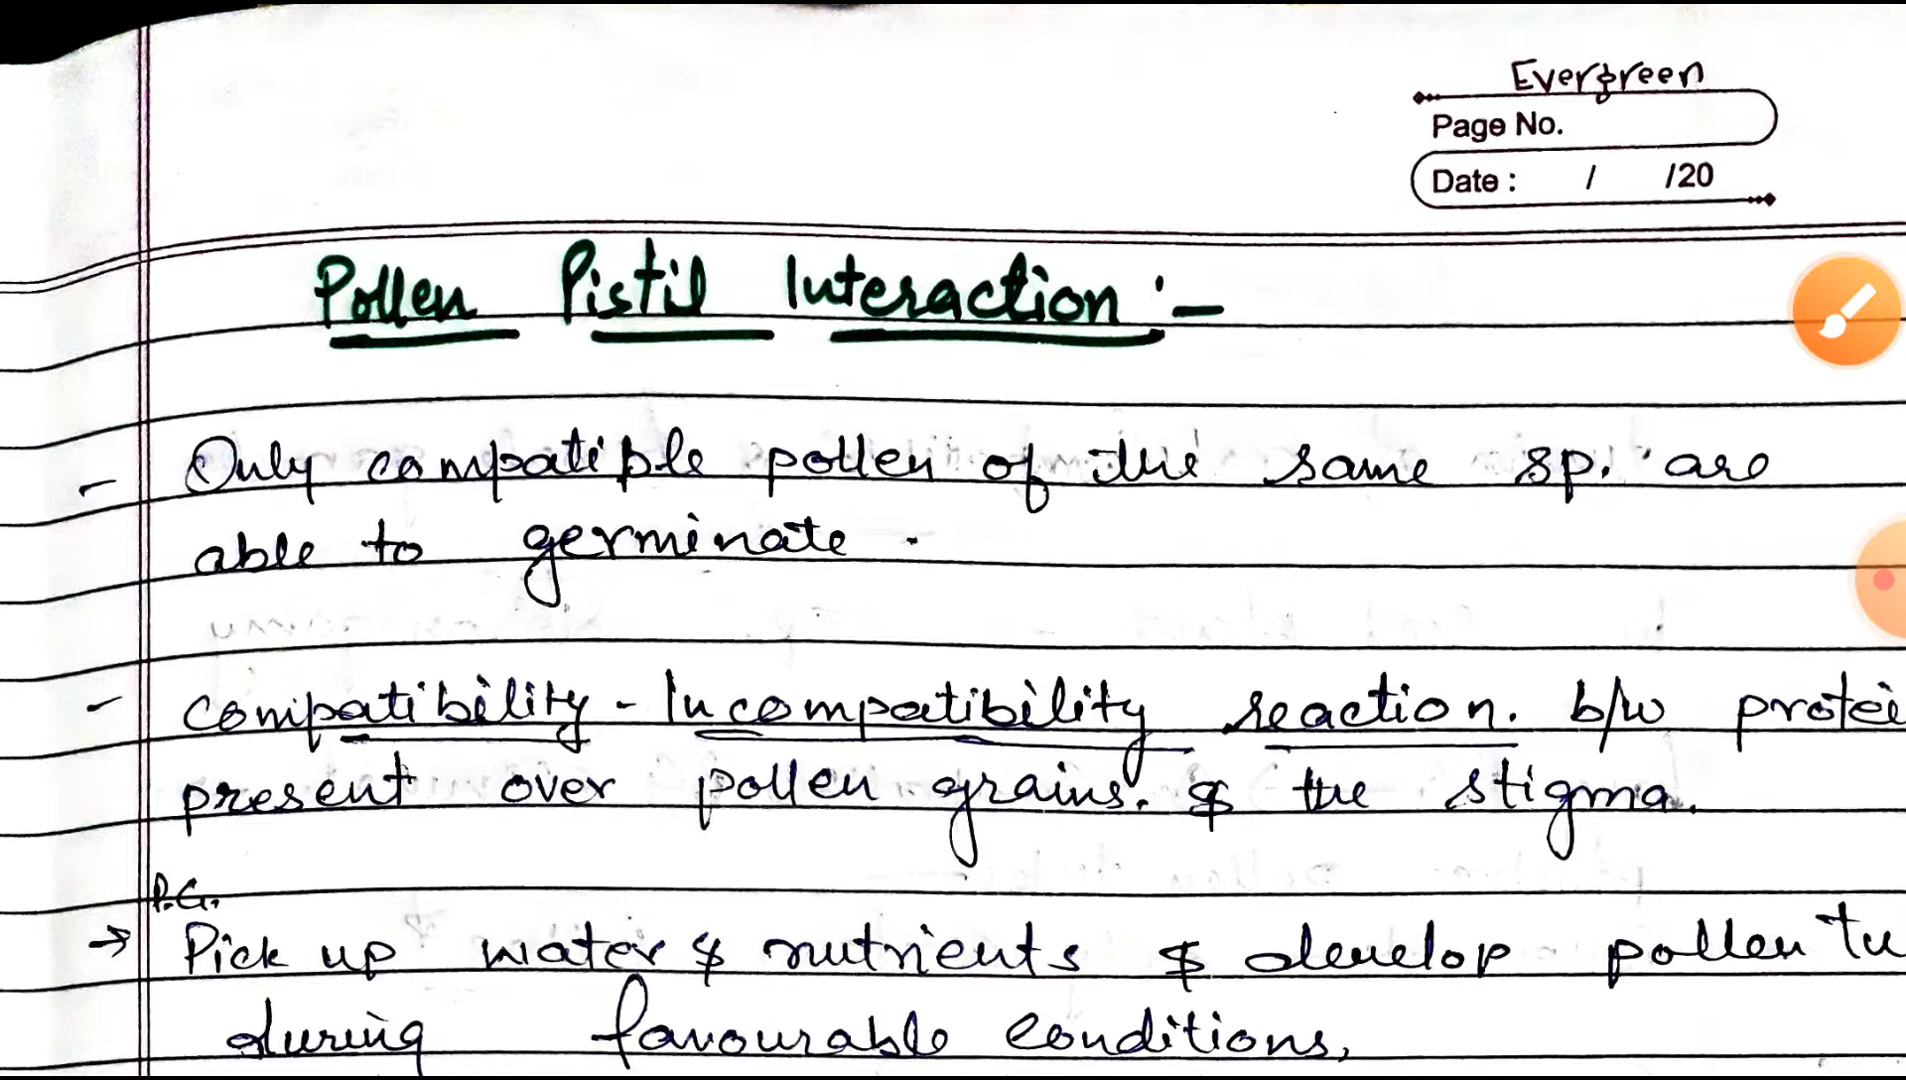 Evergreen
Page No.
Date : / /20
Pollen Pistil Interaction :-
- Only compatible pollen of the same sp. are
able to germinate.
- compatibility - Incompatibility reaction. b/w protei
present over pollen grains. & the stigma.
P.G.
→ Pick up water & nutrients & develop pollen tu
during favourable conditions.